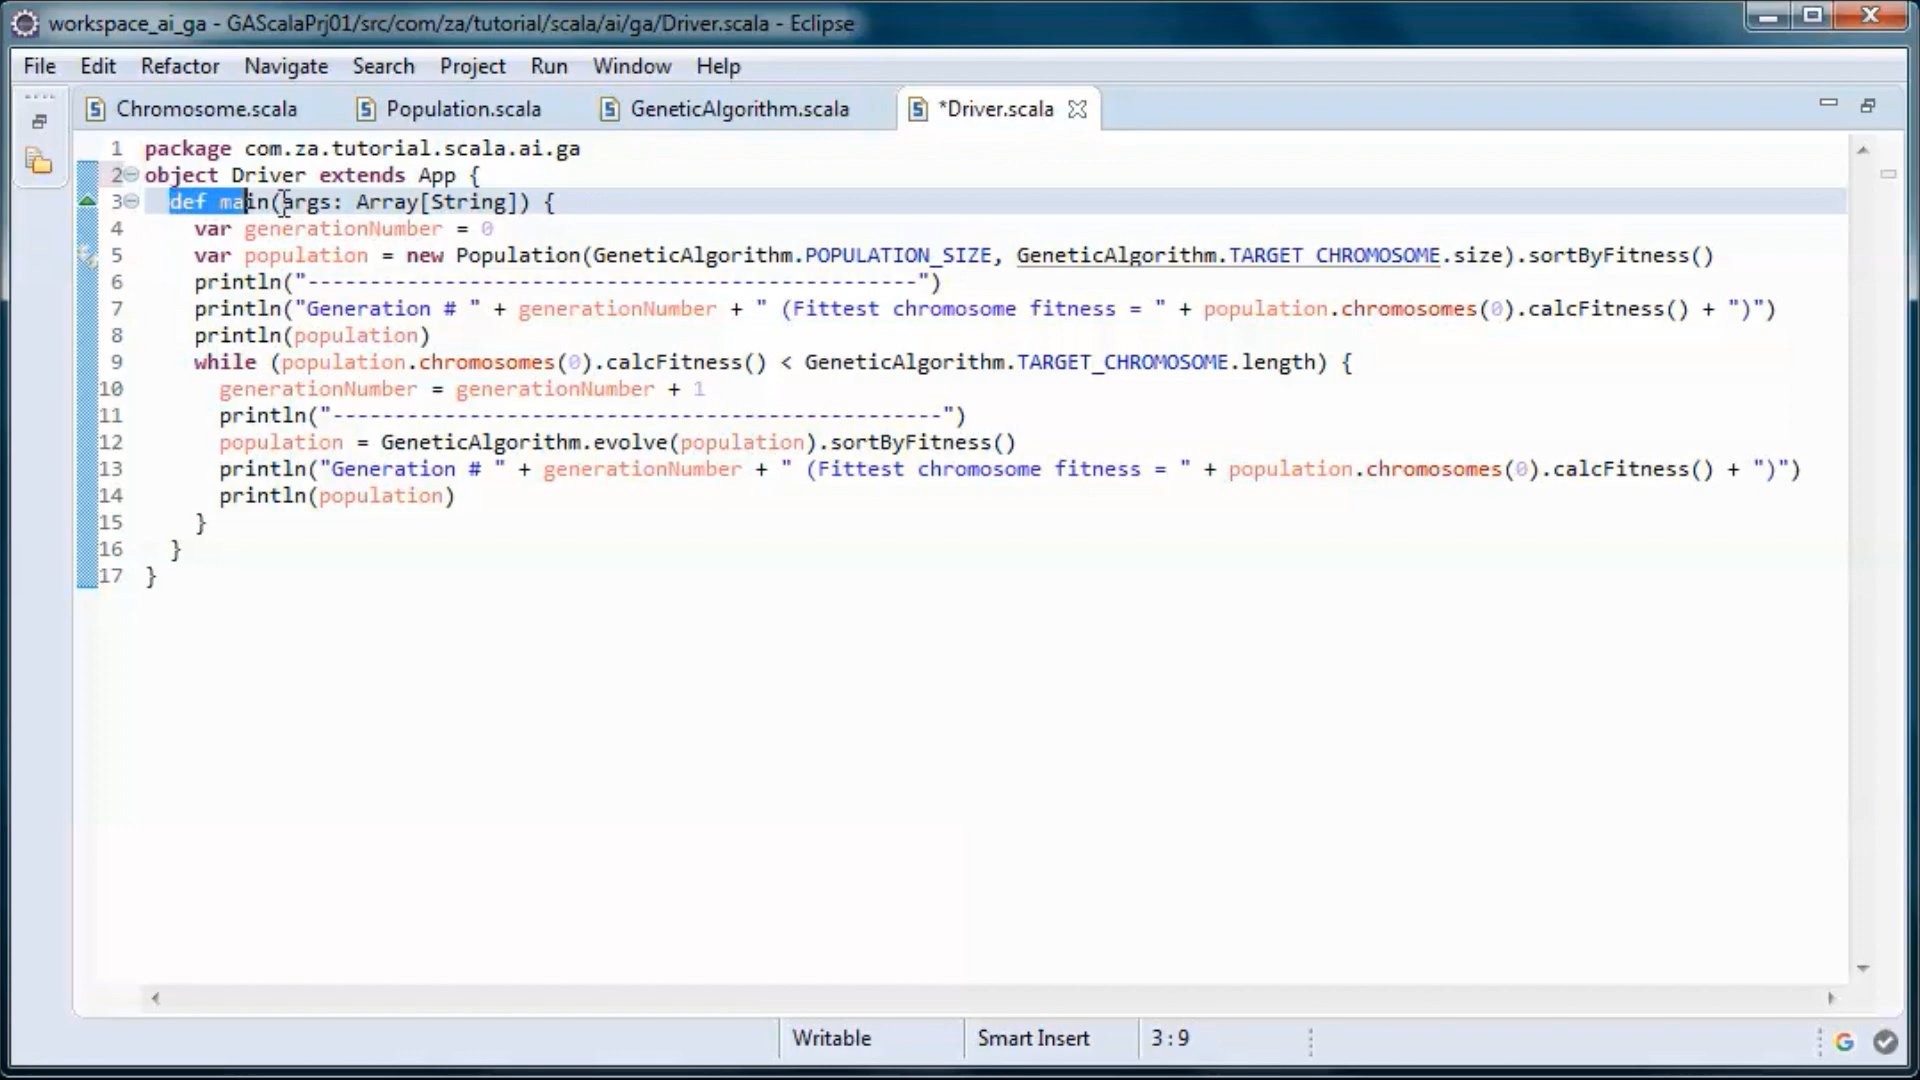 workspace_ai_ga - GAScalaPrj01/src/com/za/tutorial/scala/ai/ga/Driver.scala - Eclipse
File Edit Refactor Navigate Search Project Run Window Help
Chromosome.scala Population.scala GeneticAlgorithm.scala *Driver.scala
1 package com.za.tutorial.scala.ai.ga
2 object Driver extends App {
3 def main(args: Array[String]) {
4 var generationNumber = 0
5 var population = new Population(GeneticAlgorithm.POPULATION_SIZE, GeneticAlgorithm.TARGET_CHROMOSOME.size).sortByFitness()
6 println("-------------------------------------------------")
7 println("Generation # " + generationNumber + " (Fittest chromosome fitness = " + population.chromosomes(0).calcFitness() + ")")
8 println(population)
9 while (population.chromosomes(0).calcFitness() < GeneticAlgorithm.TARGET_CHROMOSOME.length) {
10 generationNumber = generationNumber + 1
11 println("-------------------------------------------------")
12 population = GeneticAlgorithm.evolve(population).sortByFitness()
13 println("Generation # " + generationNumber + " (Fittest chromosome fitness = " + population.chromosomes(0).calcFitness() + ")")
14 println(population)
15 }
16 }
17 }
Writable Smart Insert 3:9